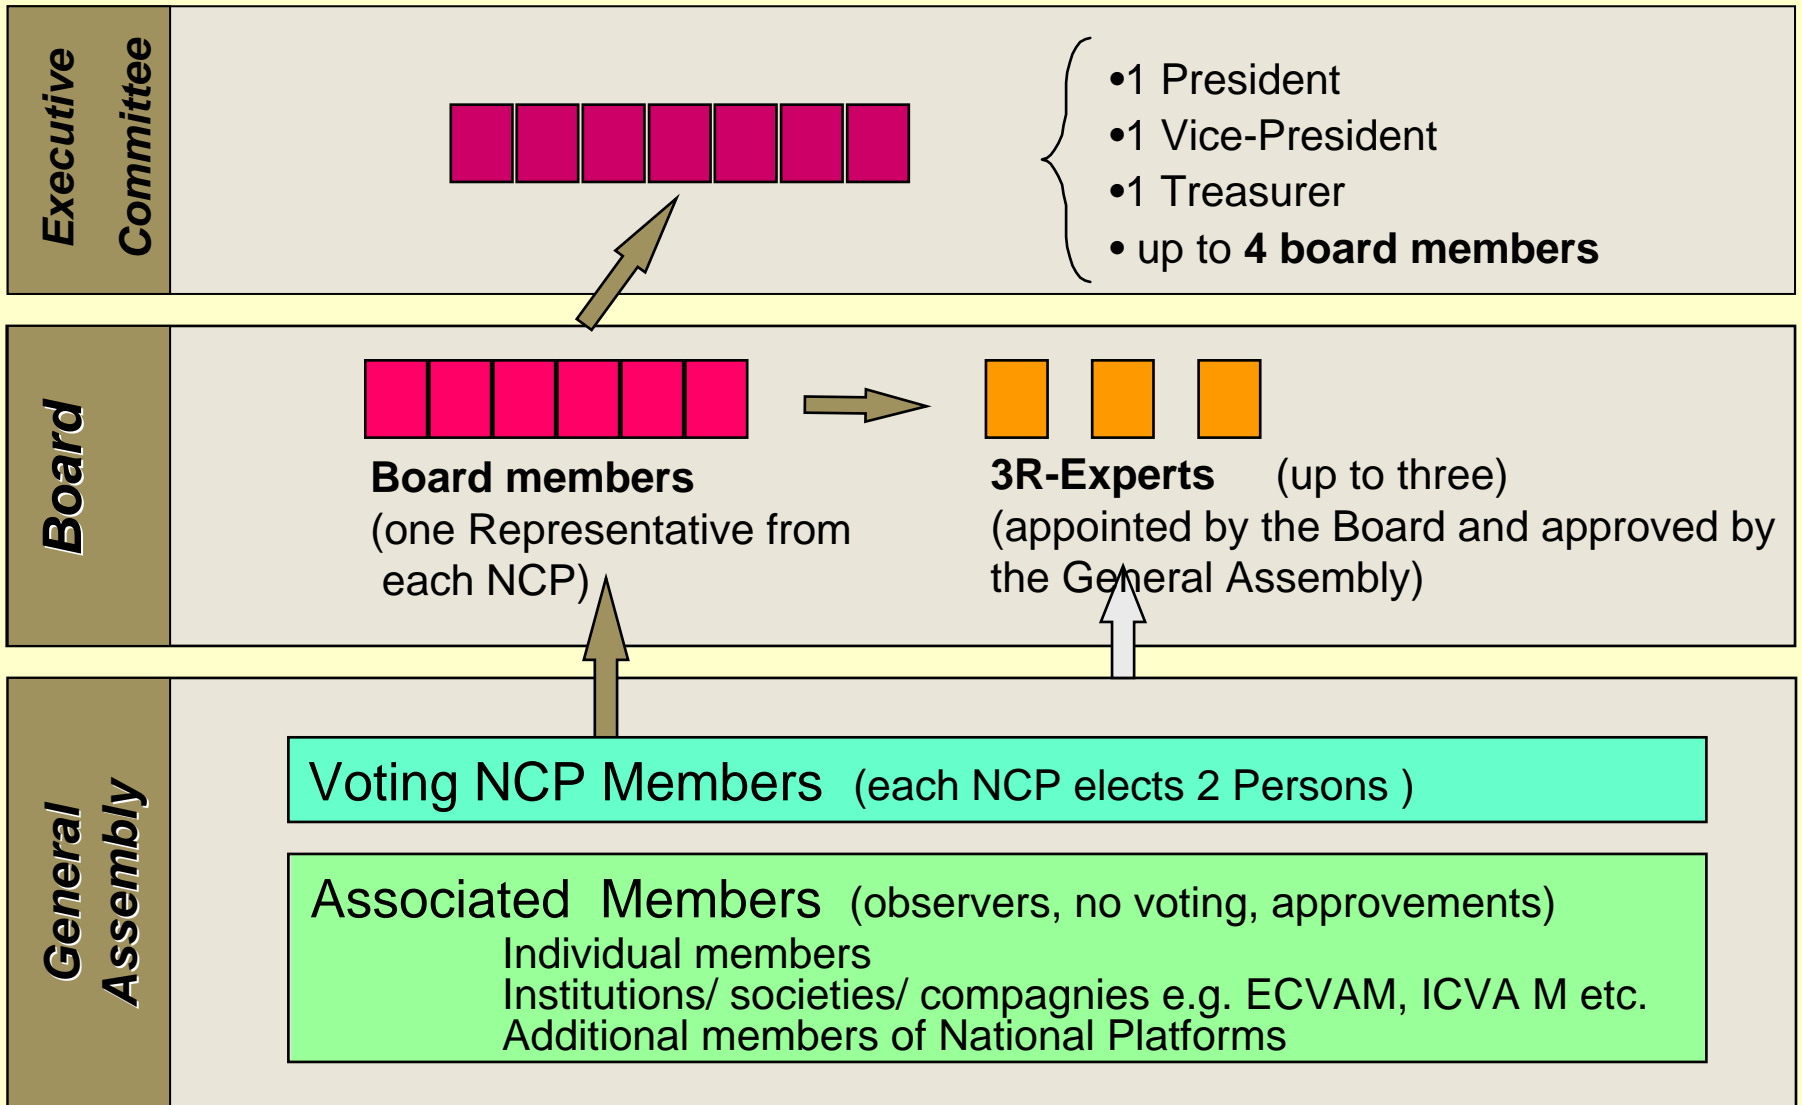 Executive
Committee
•1 President
•1 Vice-President
•1 Treasurer
• up to 4 board members
Board
Board members
(one Representative from
each NCP)
3R-Experts (up to three)
(appointed by the Board and approved by
the General Assembly)
General
Assembly
Voting NCP Members (each NCP elects 2 Persons )
Associated Members (observers, no voting, approvements)
Individual members
Institutions/ societies/ compagnies e.g. ECVAM, ICVA M etc.
Additional members of National Platforms